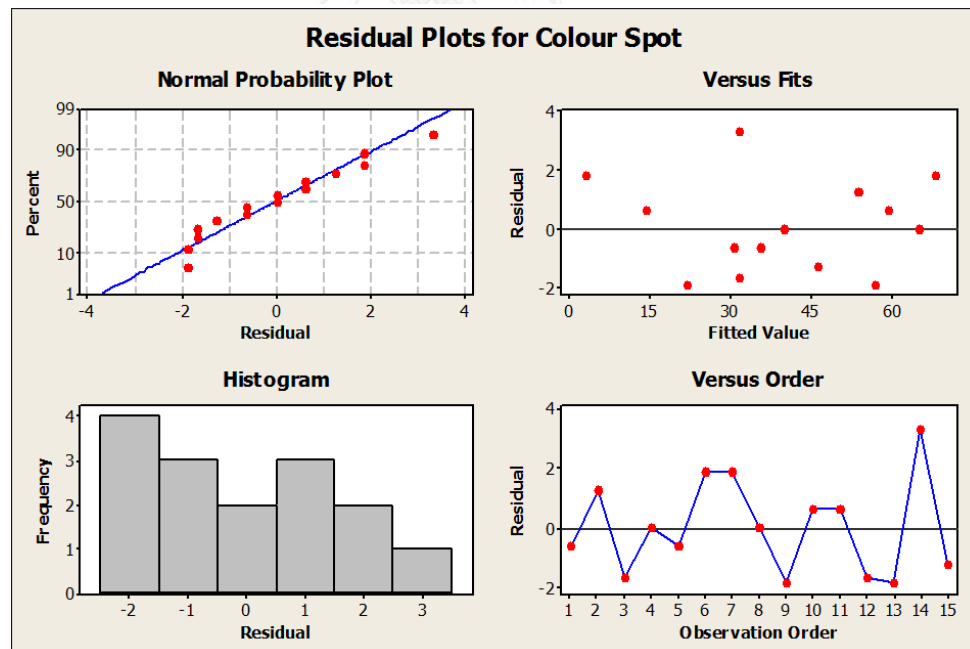 Residual Plots for Colour Spot
Normal Probability Plot
Percent
99
90
50
10
1
-4 -2 0 2 4
Residual
Versus Fits
Residual
4
2
0
-2
0 15 30 45 60
Fitted Value
Histogram
Frequency
4
3
2
1
0
-2 -1 0 1 2 3
Residual
Versus Order
Residual
4
2
0
-2
1 2 3 4 5 6 7 8 9 10 11 12 13 14 15
Observation Order